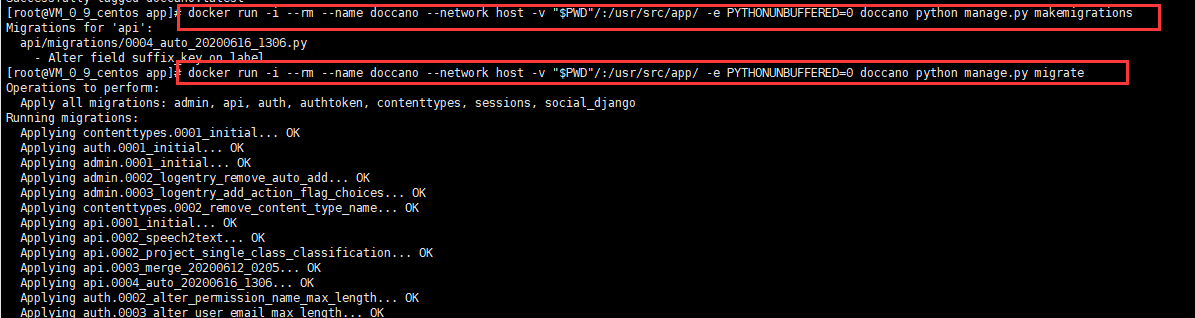 [root@VM_0_9_centos app]# docker run -i --rm --name doccano --network host -v "$PWD"/:/usr/src/app/ -e PYTHONUNBUFFERED=0 doccano python manage.py makemigrations
Migrations for 'api':
  api/migrations/0004_auto_20200616_1306.py
    - Alter field suffix_key on label
[root@VM_0_9_centos app]# docker run -i --rm --name doccano --network host -v "$PWD"/:/usr/src/app/ -e PYTHONUNBUFFERED=0 doccano python manage.py migrate
Operations to perform:
  Apply all migrations: admin, api, auth, authtoken, contenttypes, sessions, social_django
Running migrations:
  Applying contenttypes.0001_initial... OK
  Applying auth.0001_initial... OK
  Applying admin.0001_initial... OK
  Applying admin.0002_logentry_remove_auto_add... OK
  Applying admin.0003_logentry_add_action_flag_choices... OK
  Applying contenttypes.0002_remove_content_type_name... OK
  Applying api.0001_initial... OK
  Applying api.0002_speech2text... OK
  Applying api.0002_project_single_class_classification... OK
  Applying api.0003_merge_20200612_0205... OK
  Applying api.0004_auto_20200616_1306... OK
  Applying auth.0002_alter_permission_name_max_length... OK
  Applying auth.0003_alter_user_email_max_length... OK